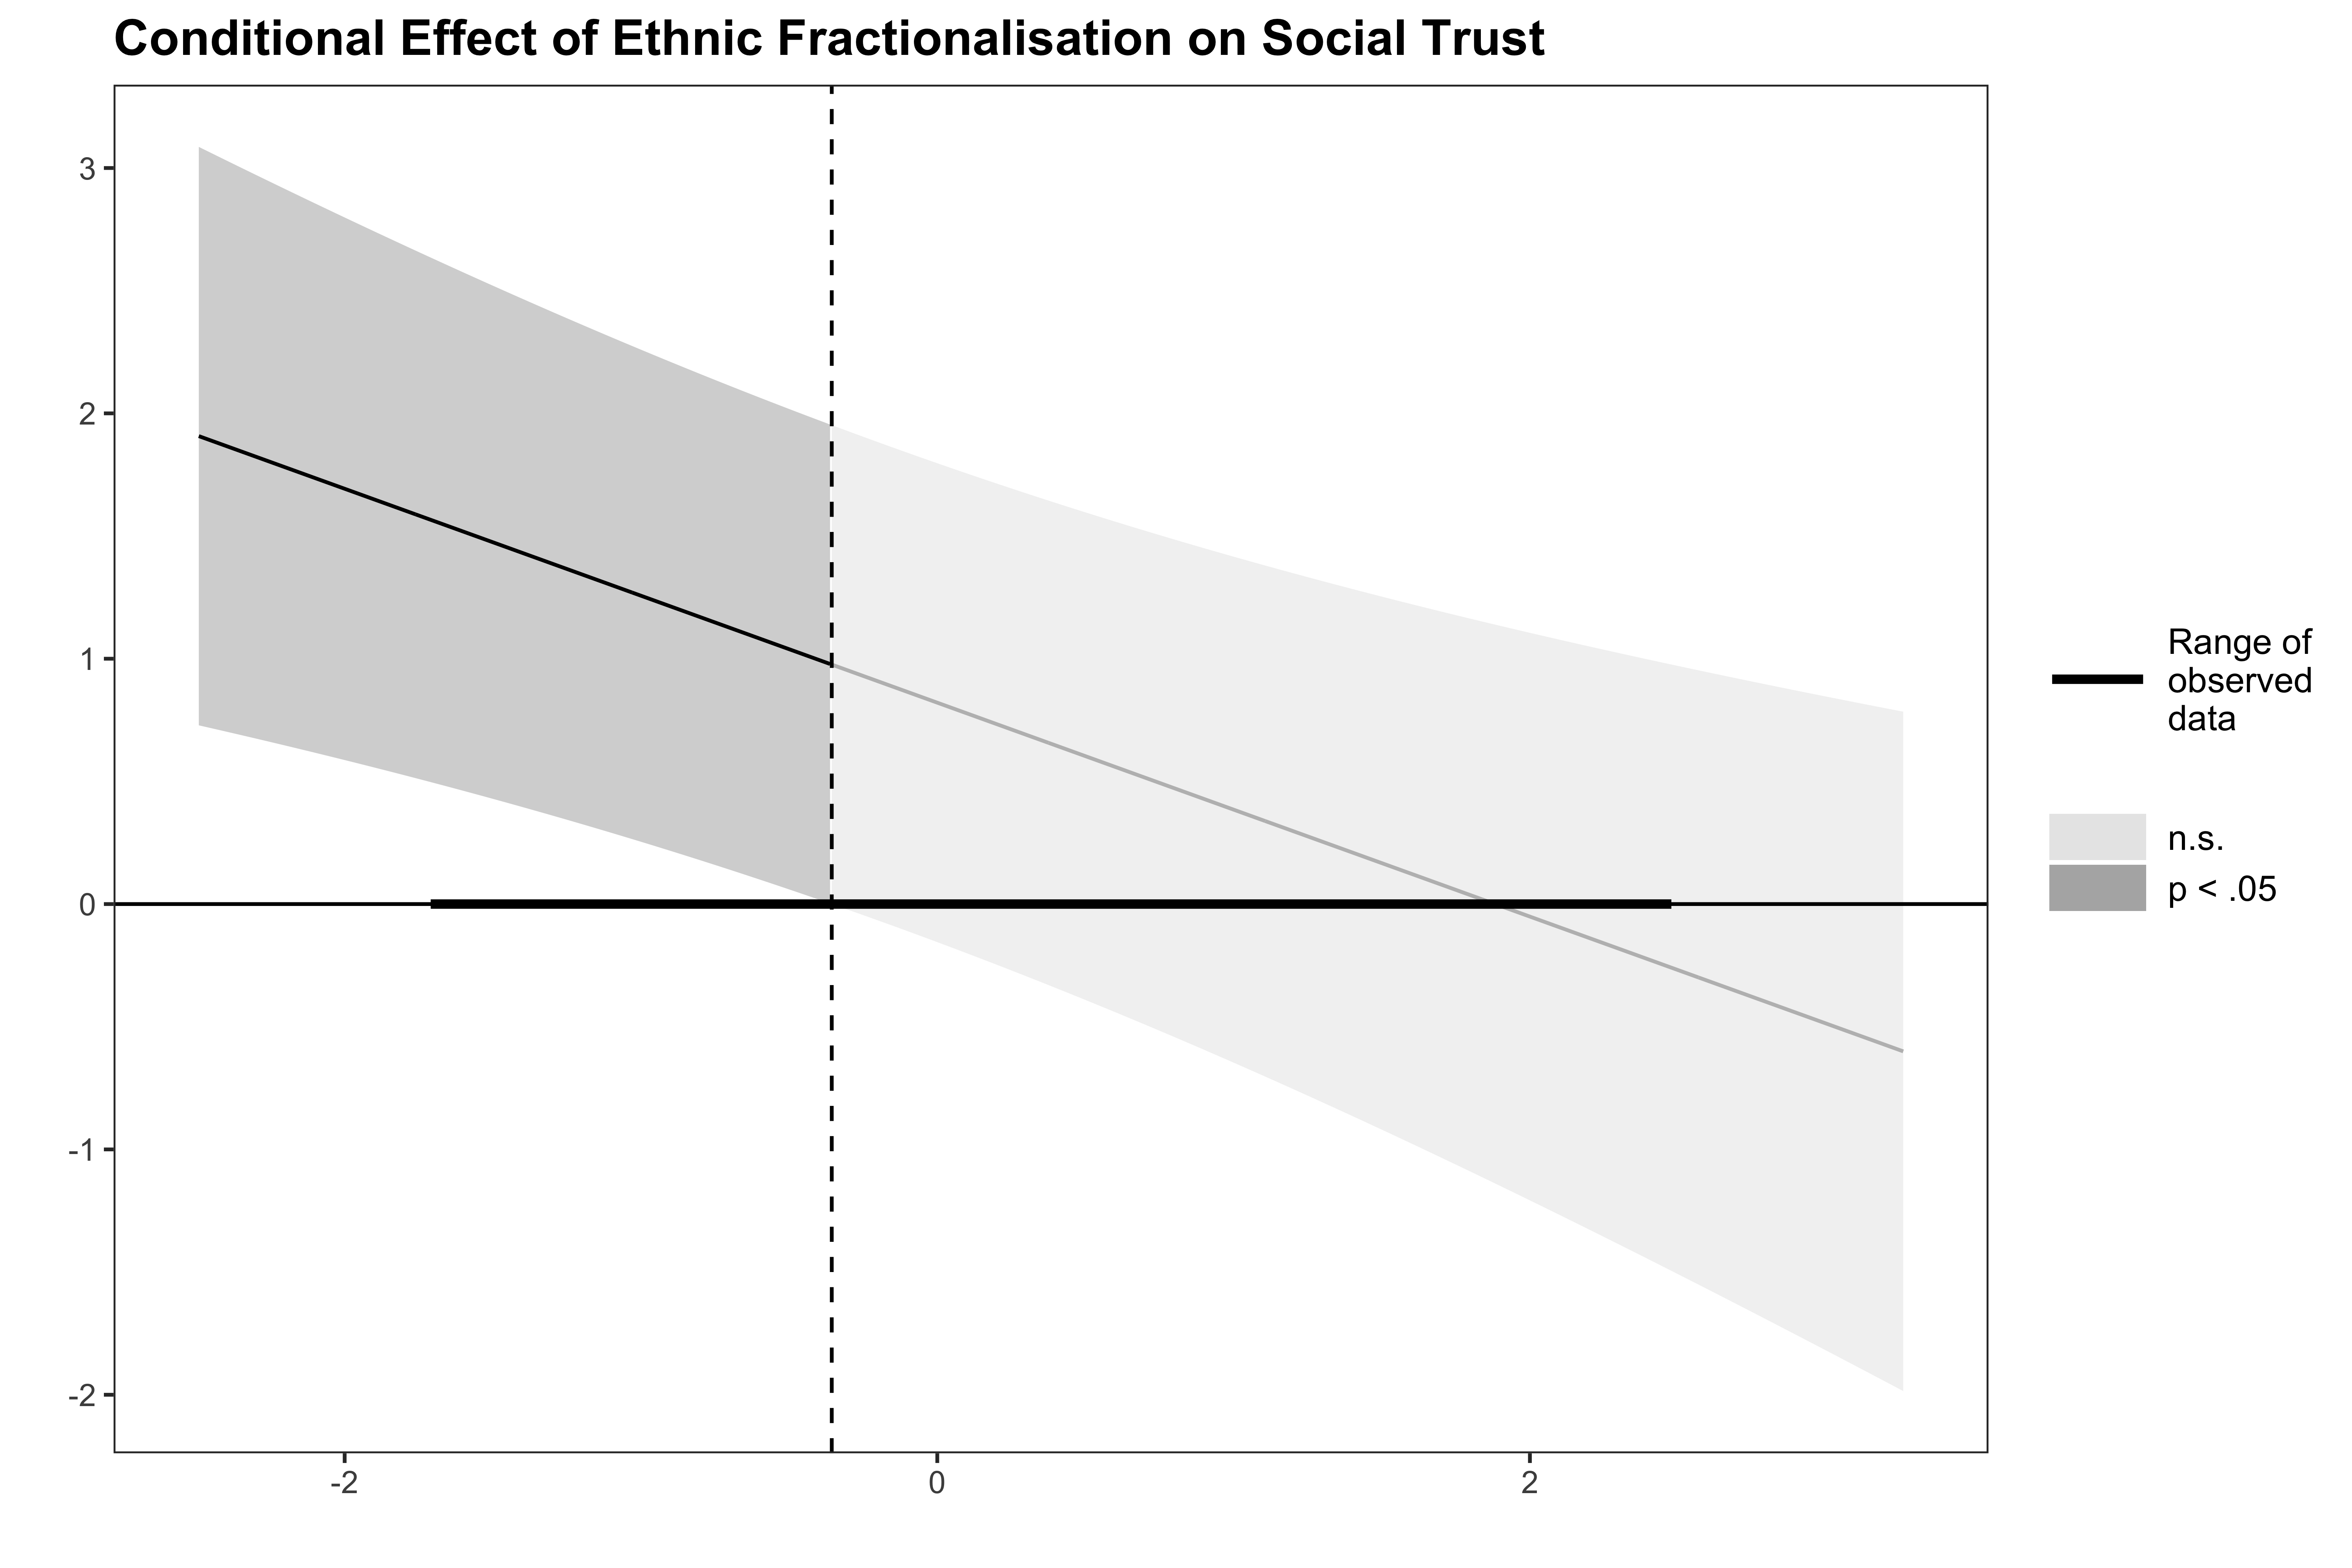 Conditional Effect of Ethnic Fractionalisation on Social Trust
3
2
1
0
-1
-2
-2
0
2
Range of
observed
data
n.s.
p < .05